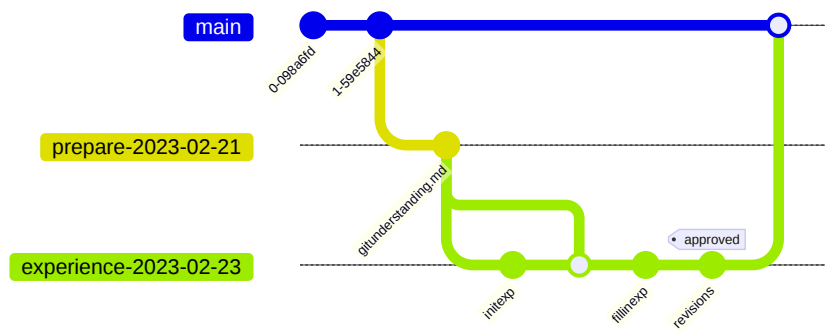 main
0-098a6fd
1-59e5844
prepare-2023-02-21
gitunderstanding.md
approved
experience-2023-02-23
initexp
fillinexp
revisions